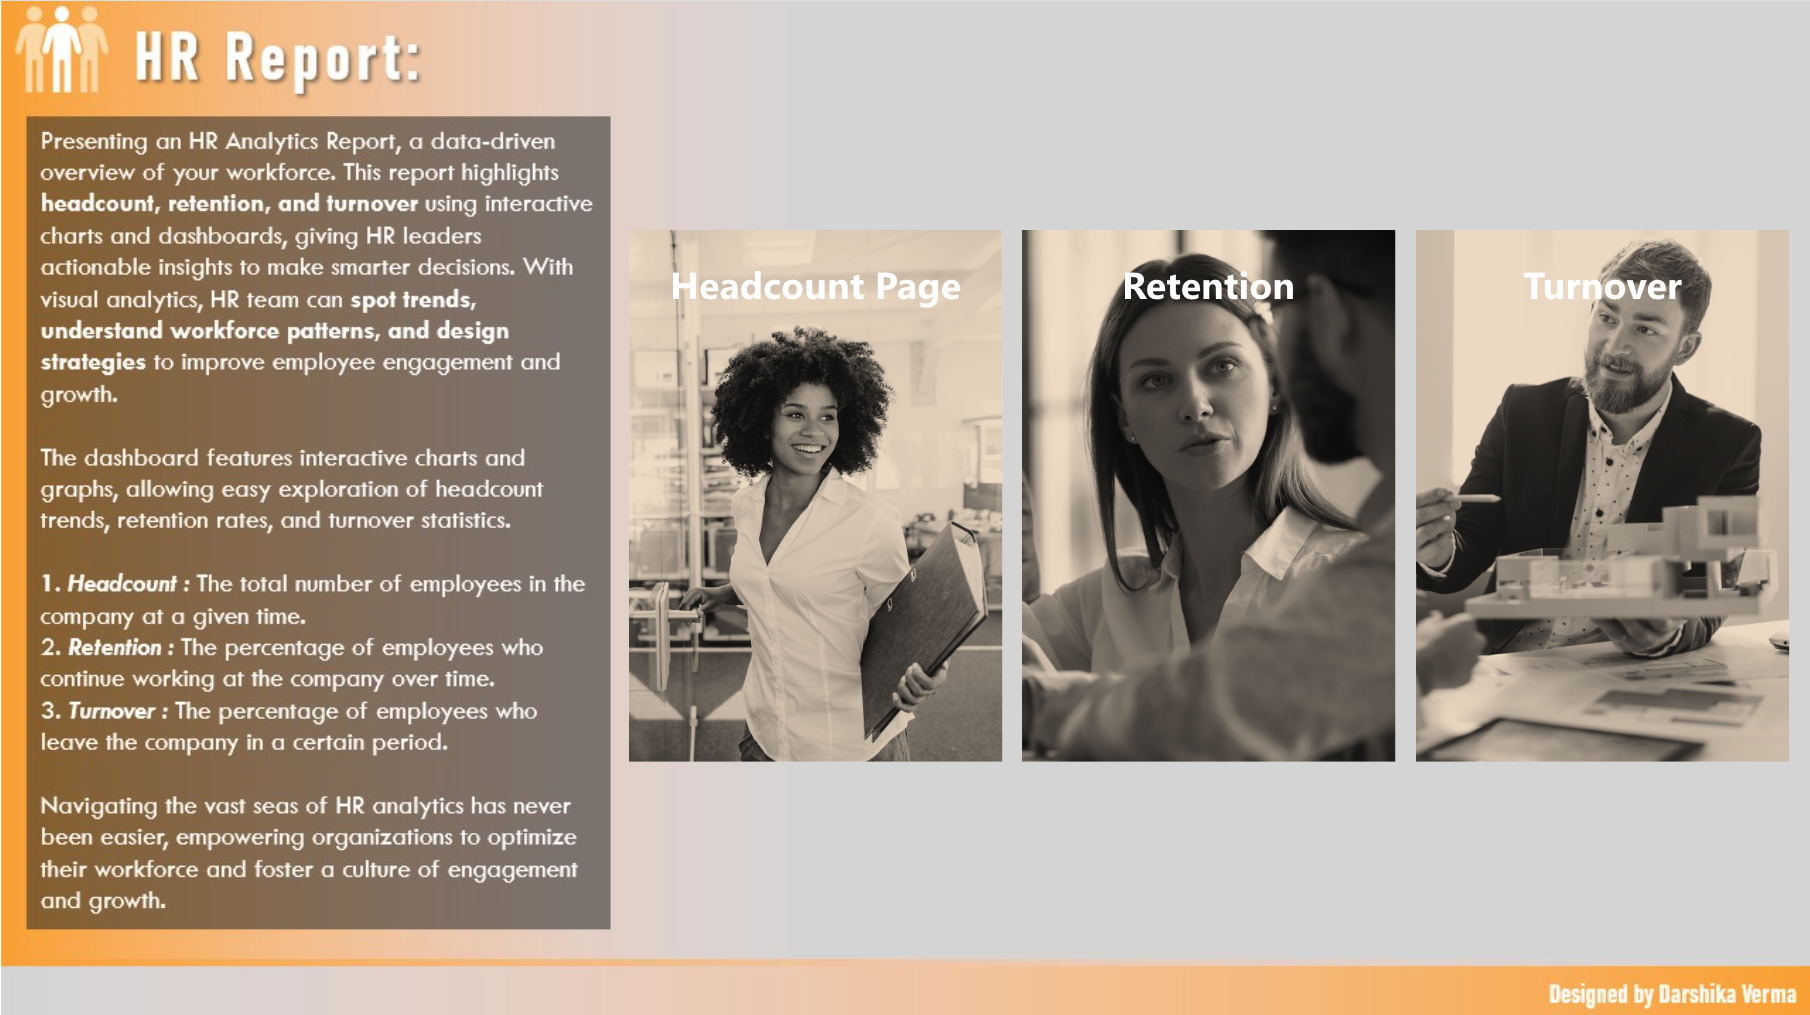 HR Report:
Presenting an HR Analytics Report, a data-driven
overview of your workforce. This report highlights
headcount, retention, and turnover using interactive
charts and dashboards, giving HR leaders
actionable insights to make smarter decisions. With
visual analytics, HR team can spot trends,
understand workforce patterns, and design
strategies to improve employee engagement and
growth.
The dashboard features interactive charts and
graphs, allowing easy exploration of headcount
trends, retention rates, and turnover statistics.
1. Headcount : The total number of employees in the
company at a given time.
2. Retention : The percentage of employees who
continue working at the company over time.
3. Turnover : The percentage of employees who
leave the company in a certain period.
Navigating the vast seas of HR analytics has never
been easier, empowering organizations to optimize
their workforce and foster a culture of engagement
and growth.
Headcount Page
Retention
Turnover
Designed by Darshika Verma